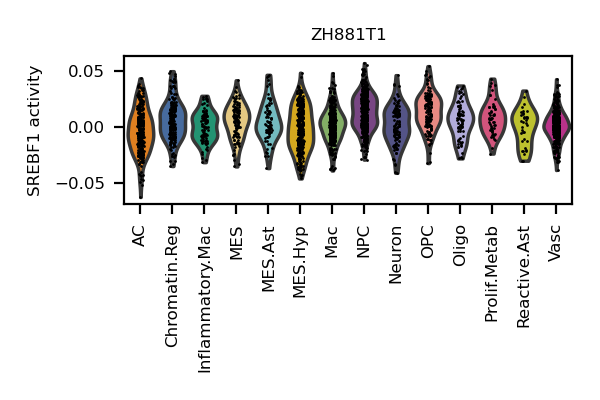 ZH881T1
SREBF1 activity
0.05
0.00
−0.05
AC
Chromatin.Reg
Inflammatory.Mac
MES
MES.Ast
MES.Hyp
Mac
NPC
Neuron
OPC
Oligo
Prolif.Metab
Reactive.Ast
Vasc